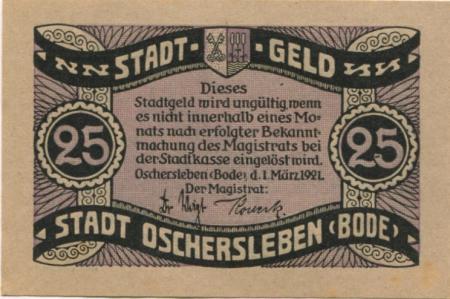 STADT - GELD
Dieses
Stadtgeld wird ungültig, wenn
es nicht innerhalb eines Mo-
nats nach erfolgter Bekannt-
machung des Magistrats bei
der Stadtkasse eingelöst wird.
Oschersleben (Bode), d. 1. März 1921.
Der Magistrat:
25
25
STADT OSCHERSLEBEN (BODE)